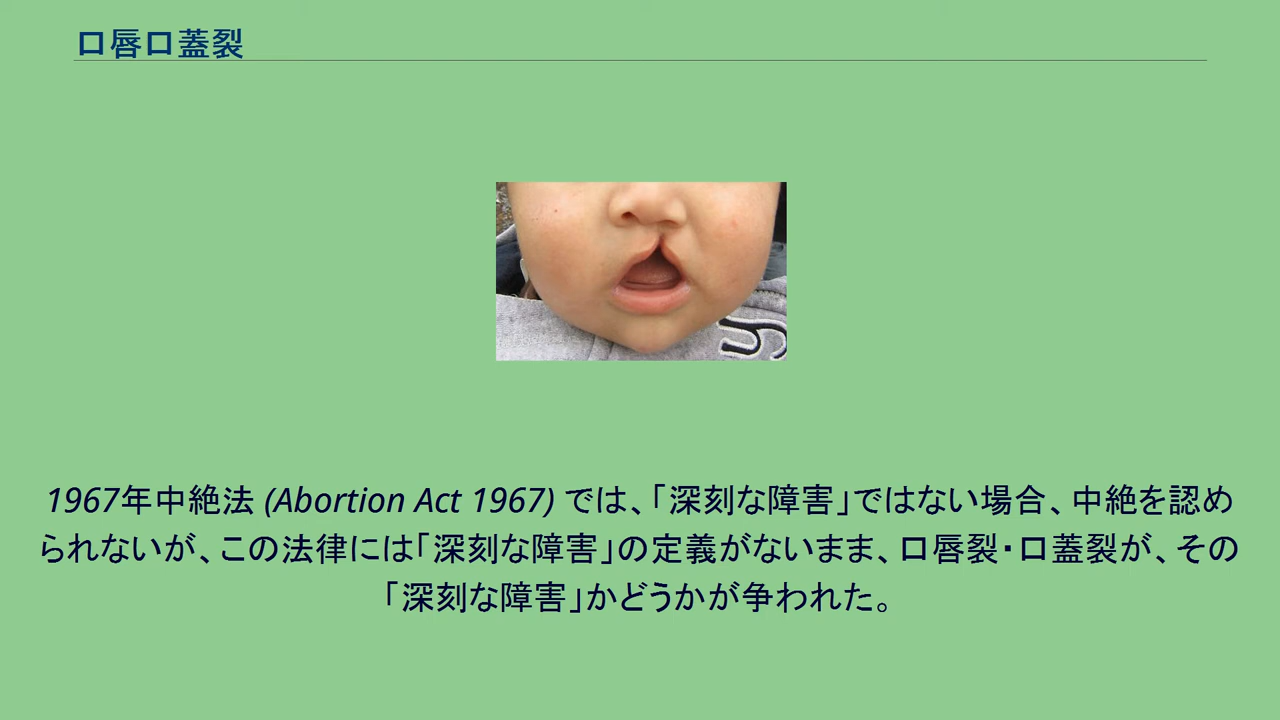 口唇口蓋裂
1967年中絶法 (Abortion Act 1967) では、「深刻な障害」ではない場合、中絶を認め
られないが、この法律には「深刻な障害」の定義がないまま、口唇裂・口蓋裂が、その
「深刻な障害」かどうかが争われた。